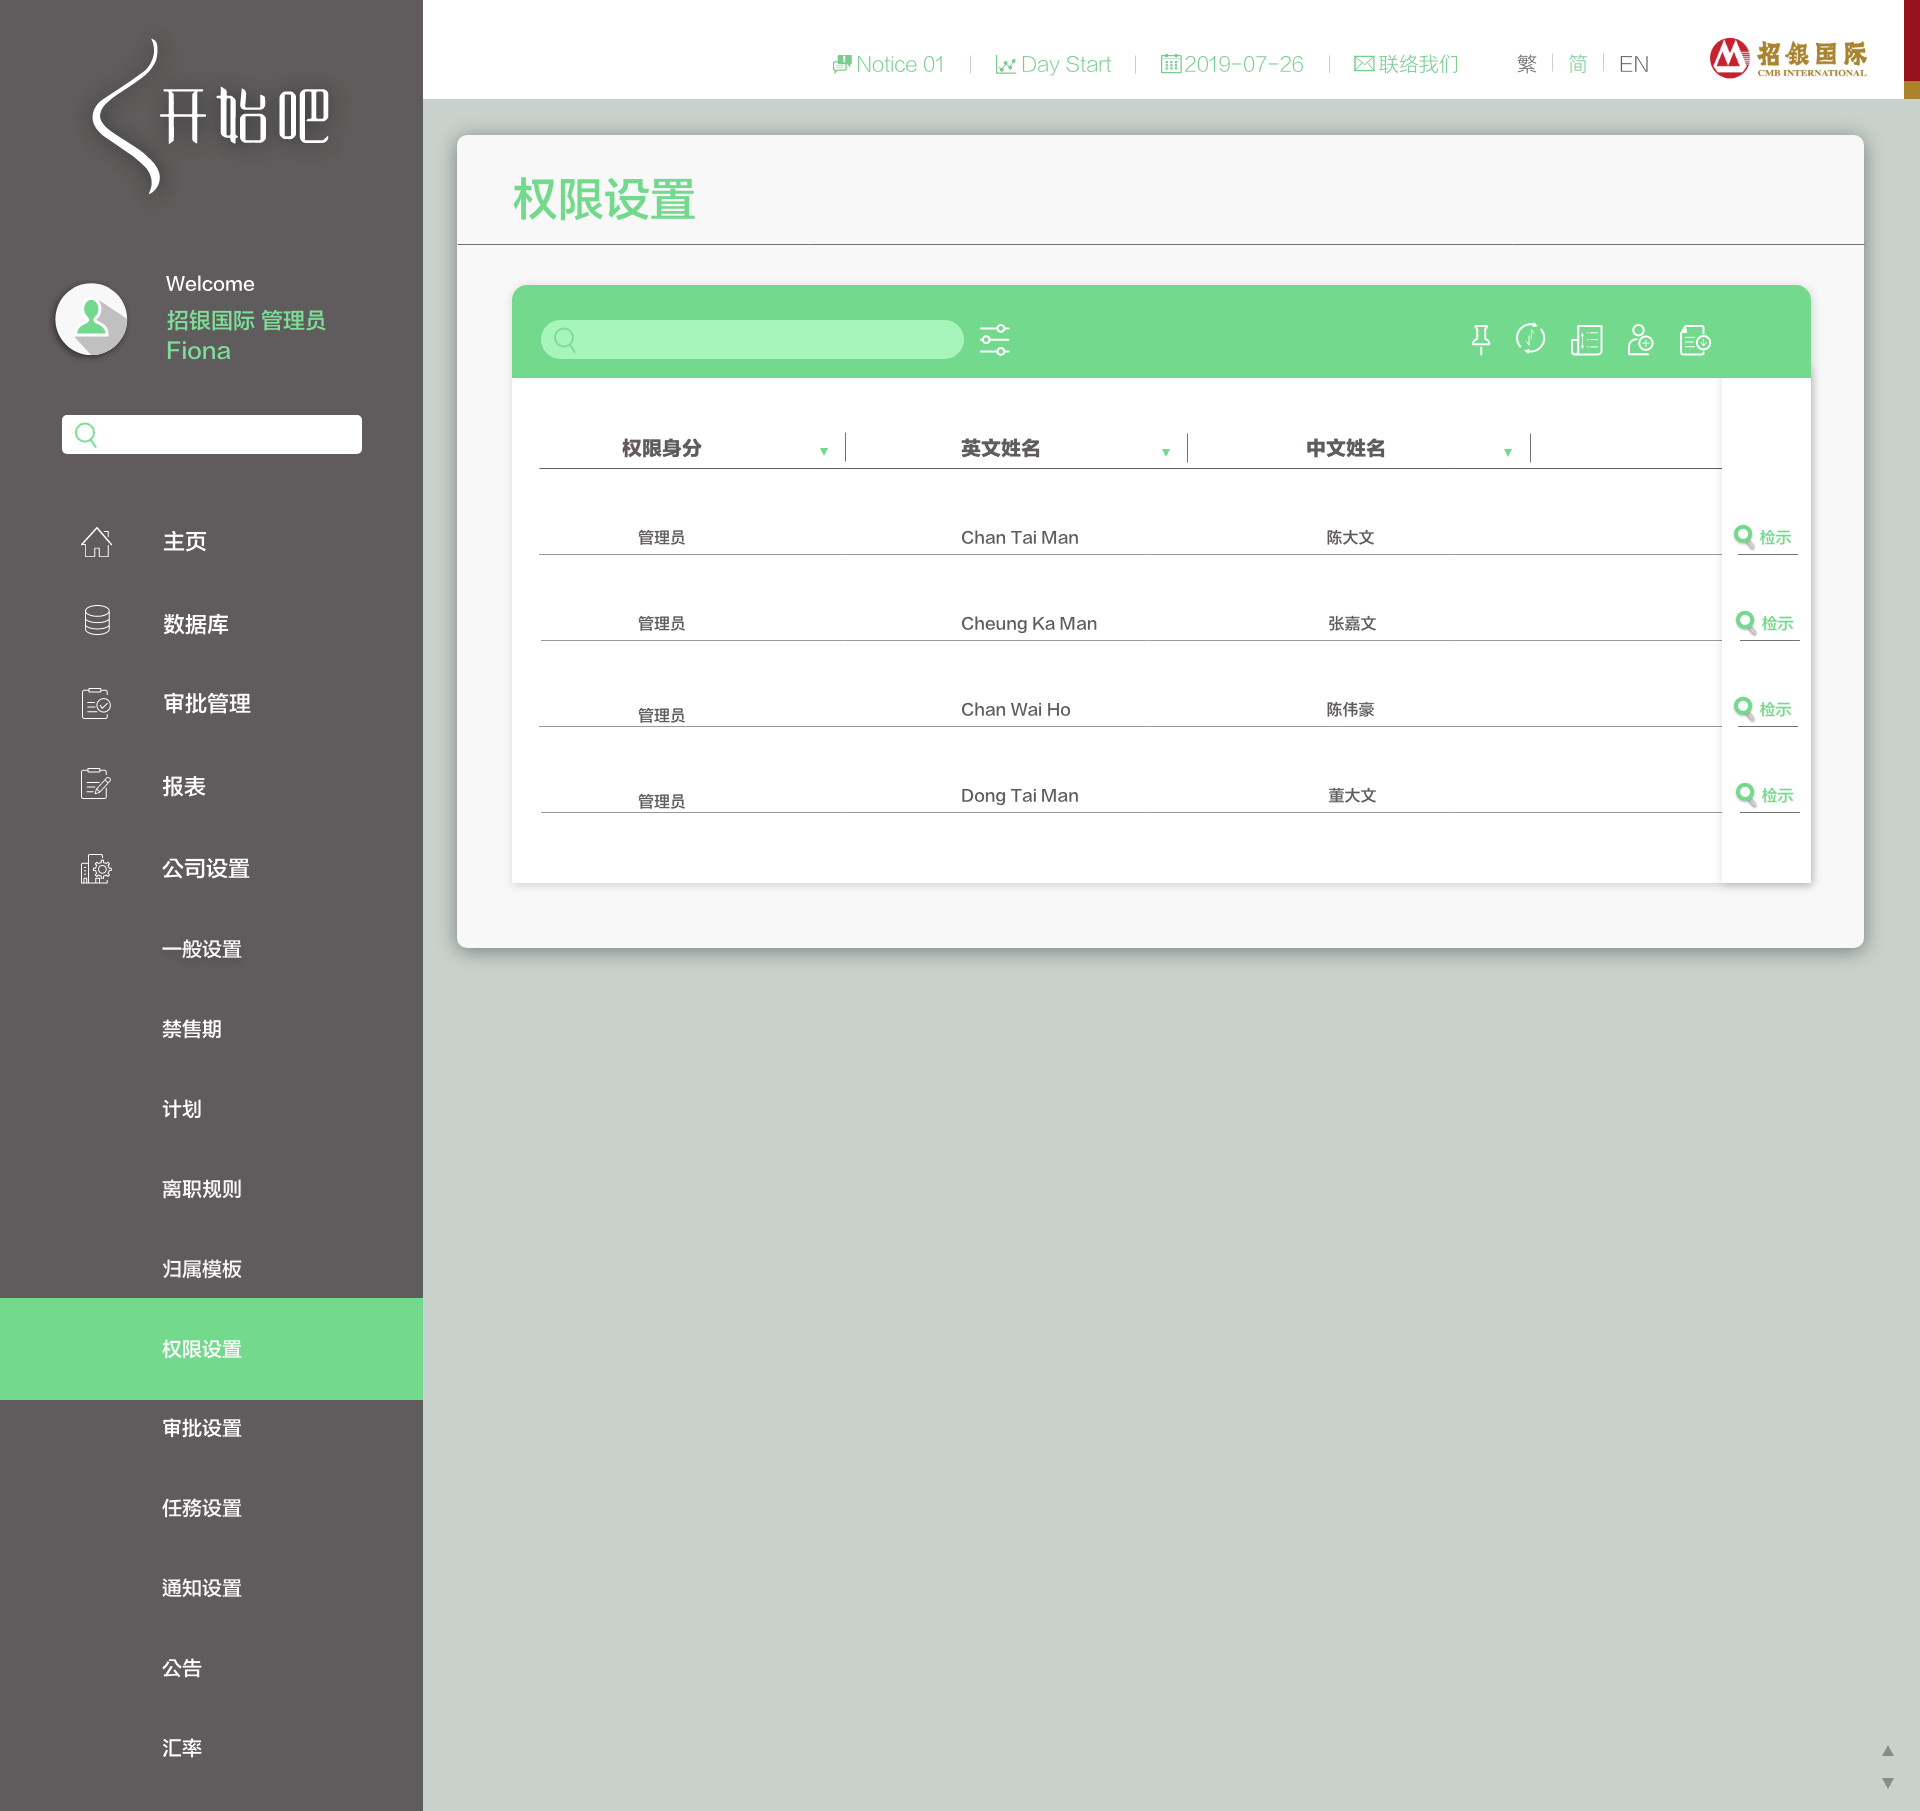 开始吧
Notice 01
Day Start
2019-07-26
联络我们
繁
简
EN
招银国际
CMB INTERNATIONAL
Welcome
招银国际 管理员
Fiona
主页
数据库
审批管理
报表
公司设置
一般设置
禁售期
计划
离职规则
归属模板
权限设置
审批设置
任務设置
通知设置
公告
汇率
权限设置
权限身分 ▼ 英文姓名 ▼ 中文姓名 ▼
管理员 Chan Tai Man 陈大文 检示
管理员 Cheung Ka Man 张嘉文 检示
管理员 Chan Wai Ho 陈伟豪 检示
管理员 Dong Tai Man 董大文 检示